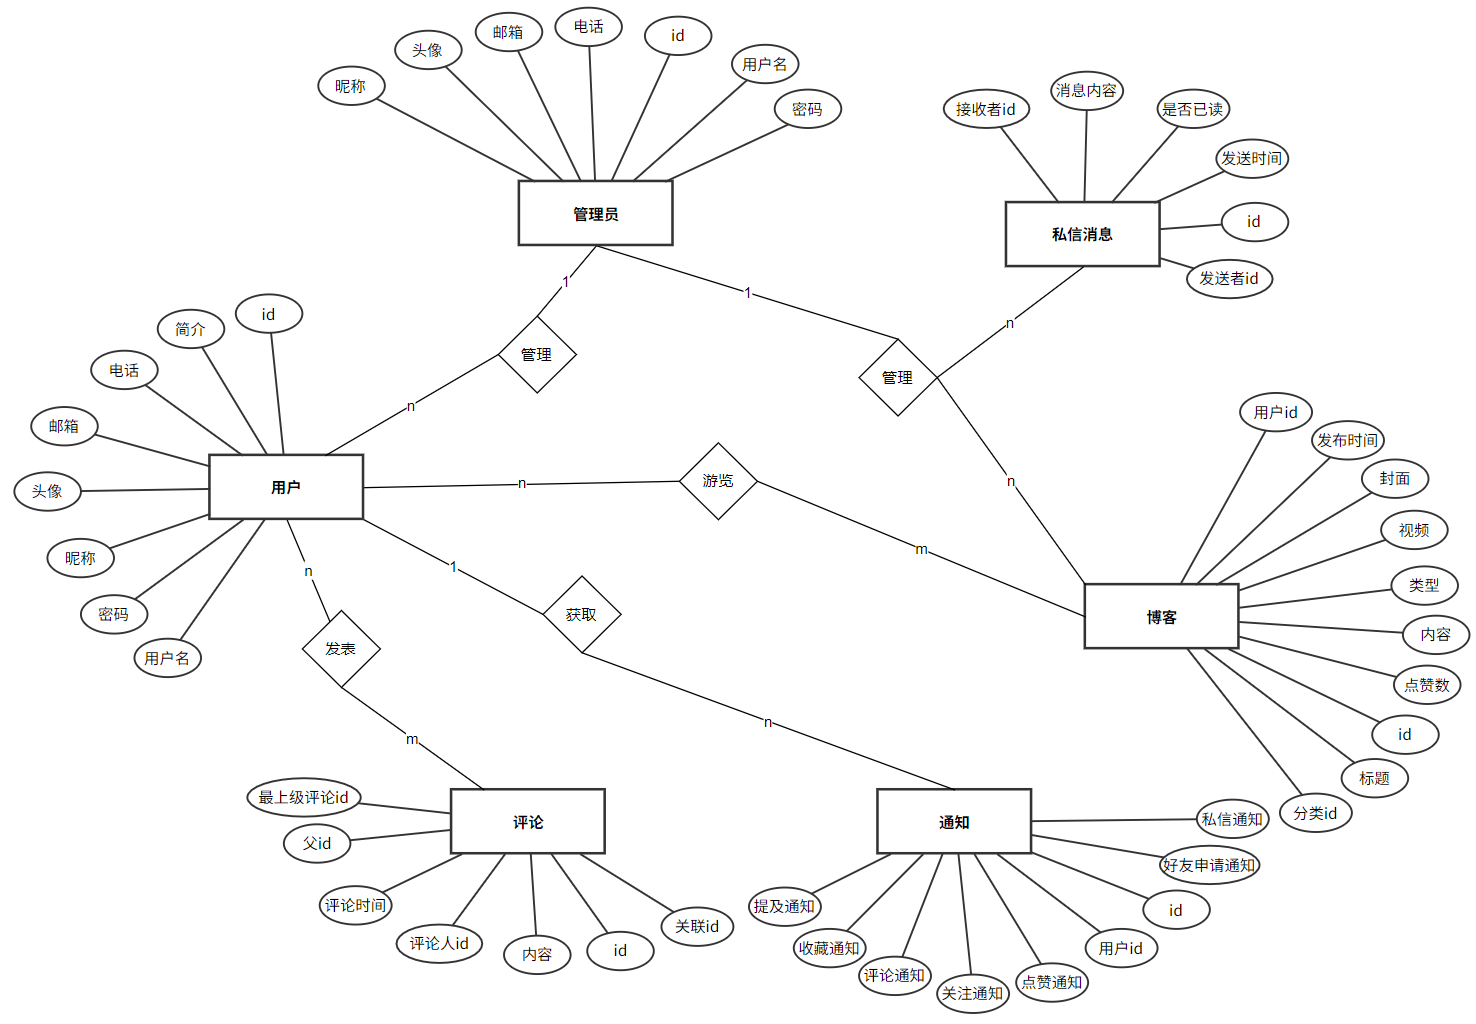 昵称
头像
邮箱
电话
id
用户名
密码
管理员
接收者id
消息内容
是否已读
发送时间
id
发送者id
私信消息
1
1
n
管理
管理
n
n
id
简介
电话
邮箱
头像
昵称
密码
用户名
用户
n
游览
m
n
1
发表
获取
m
n
用户id
发布时间
封面
视频
类型
内容
点赞数
id
标题
分类id
博客
最上级评论id
父id
评论时间
评论人id
内容
id
关联id
评论
通知
私信通知
好友申请通知
id
用户id
点赞通知
关注通知
评论通知
收藏通知
提及通知